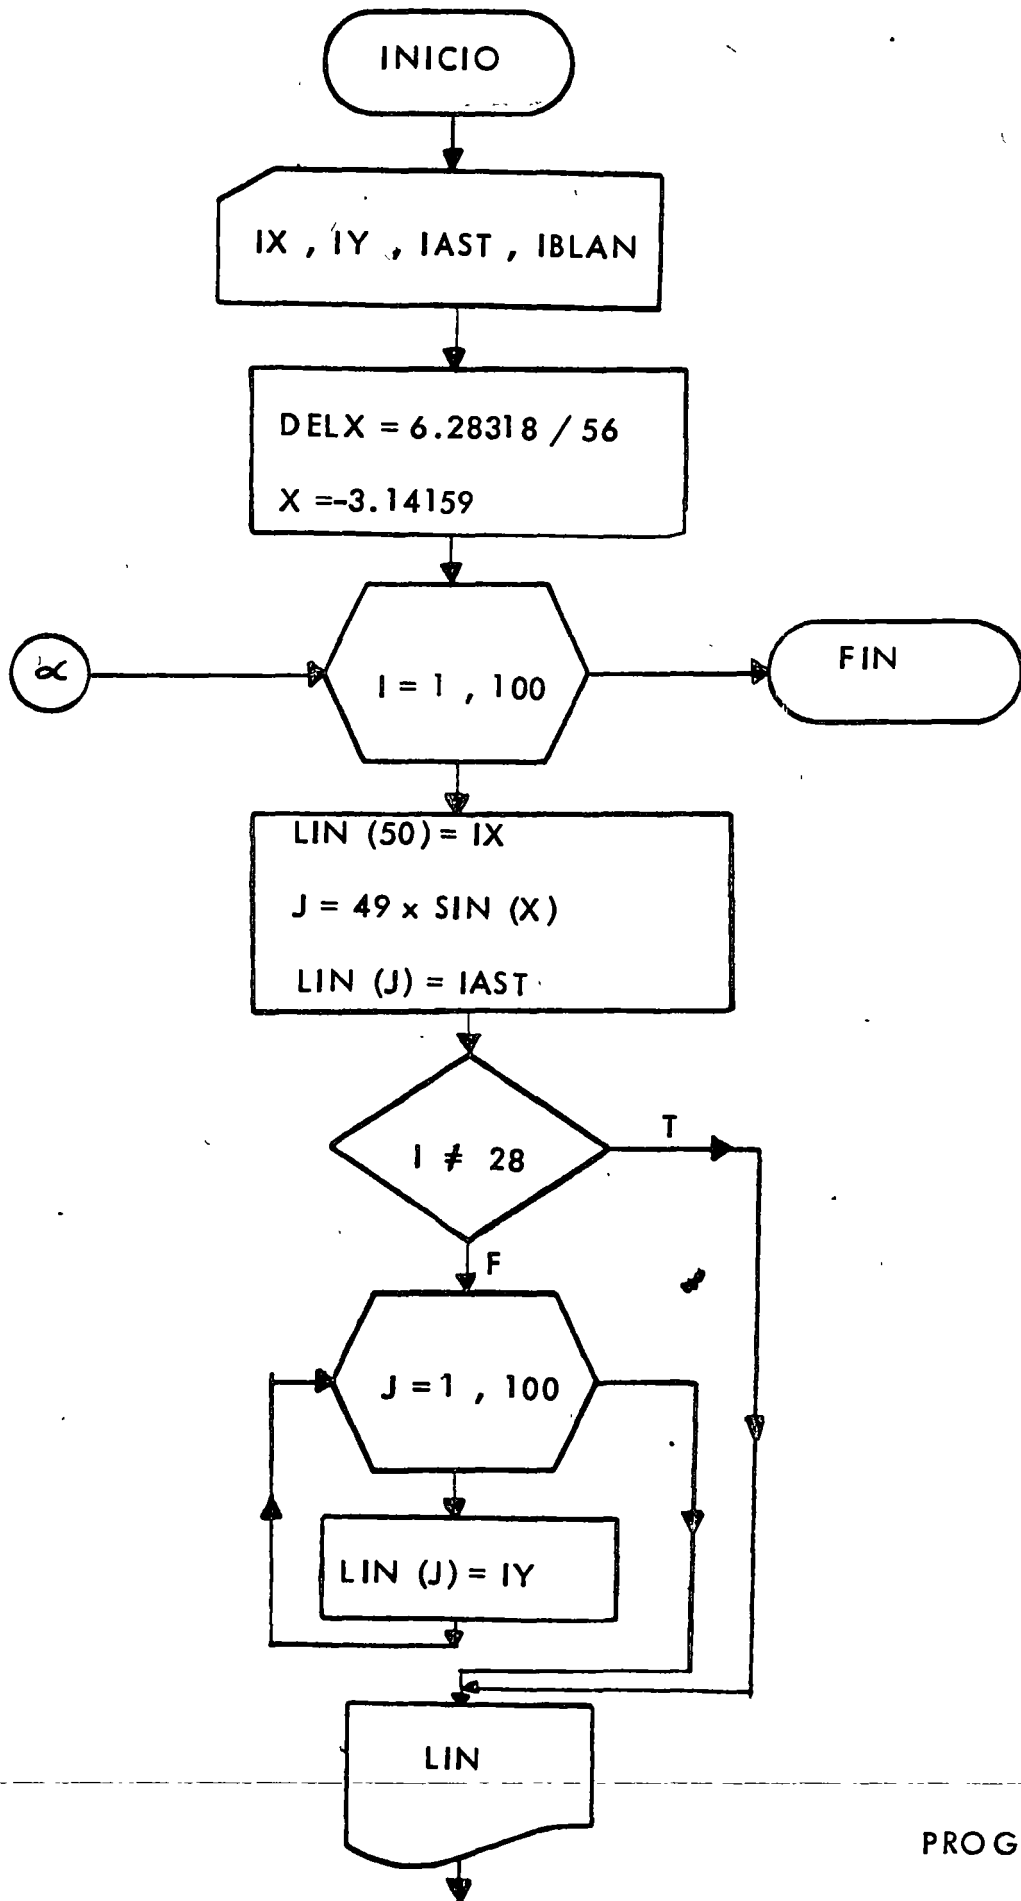 INICIO
IX , IY , IAST , IBLAN
DELX = 6.28318 / 56
X =-3.14159
∝
I = 1 , 100
FIN
LIN (50) = IX
J = 49 x SIN (X)
LIN (J) = IAST
I ≠ 28
T
F
J = 1 , 100
LIN (J) = IY
LIN
PROG